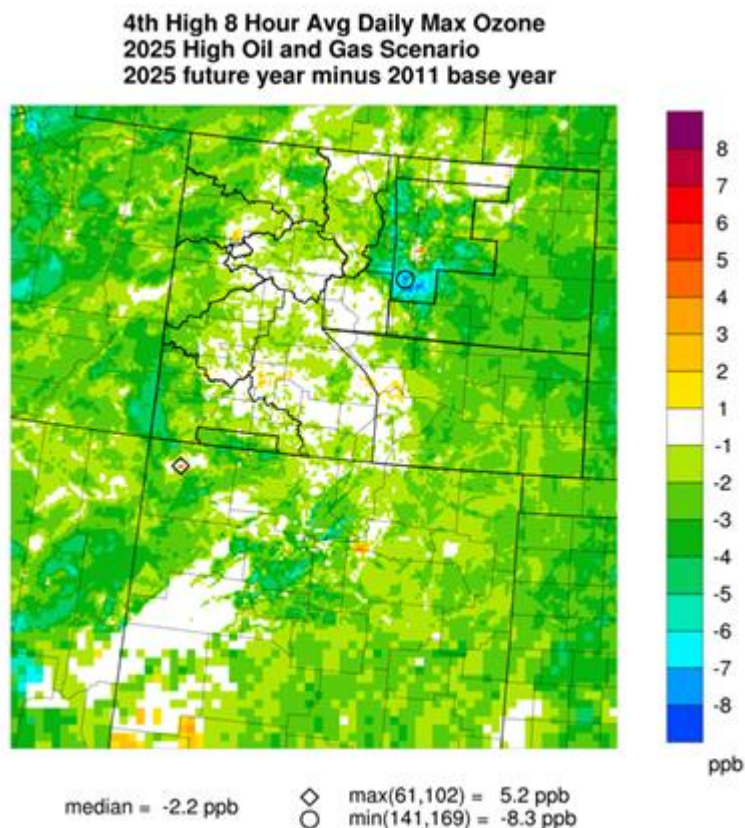 4th High 8 Hour Avg Daily Max Ozone
2025 High Oil and Gas Scenario
2025 future year minus 2011 base year
8
7
6
5
4
3
2
1
-1
-2
-3
-4
-5
-6
-7
-8
ppb
median = -2.2 ppb
max(61,102) = 5.2 ppb
min(141,169) = -8.3 ppb